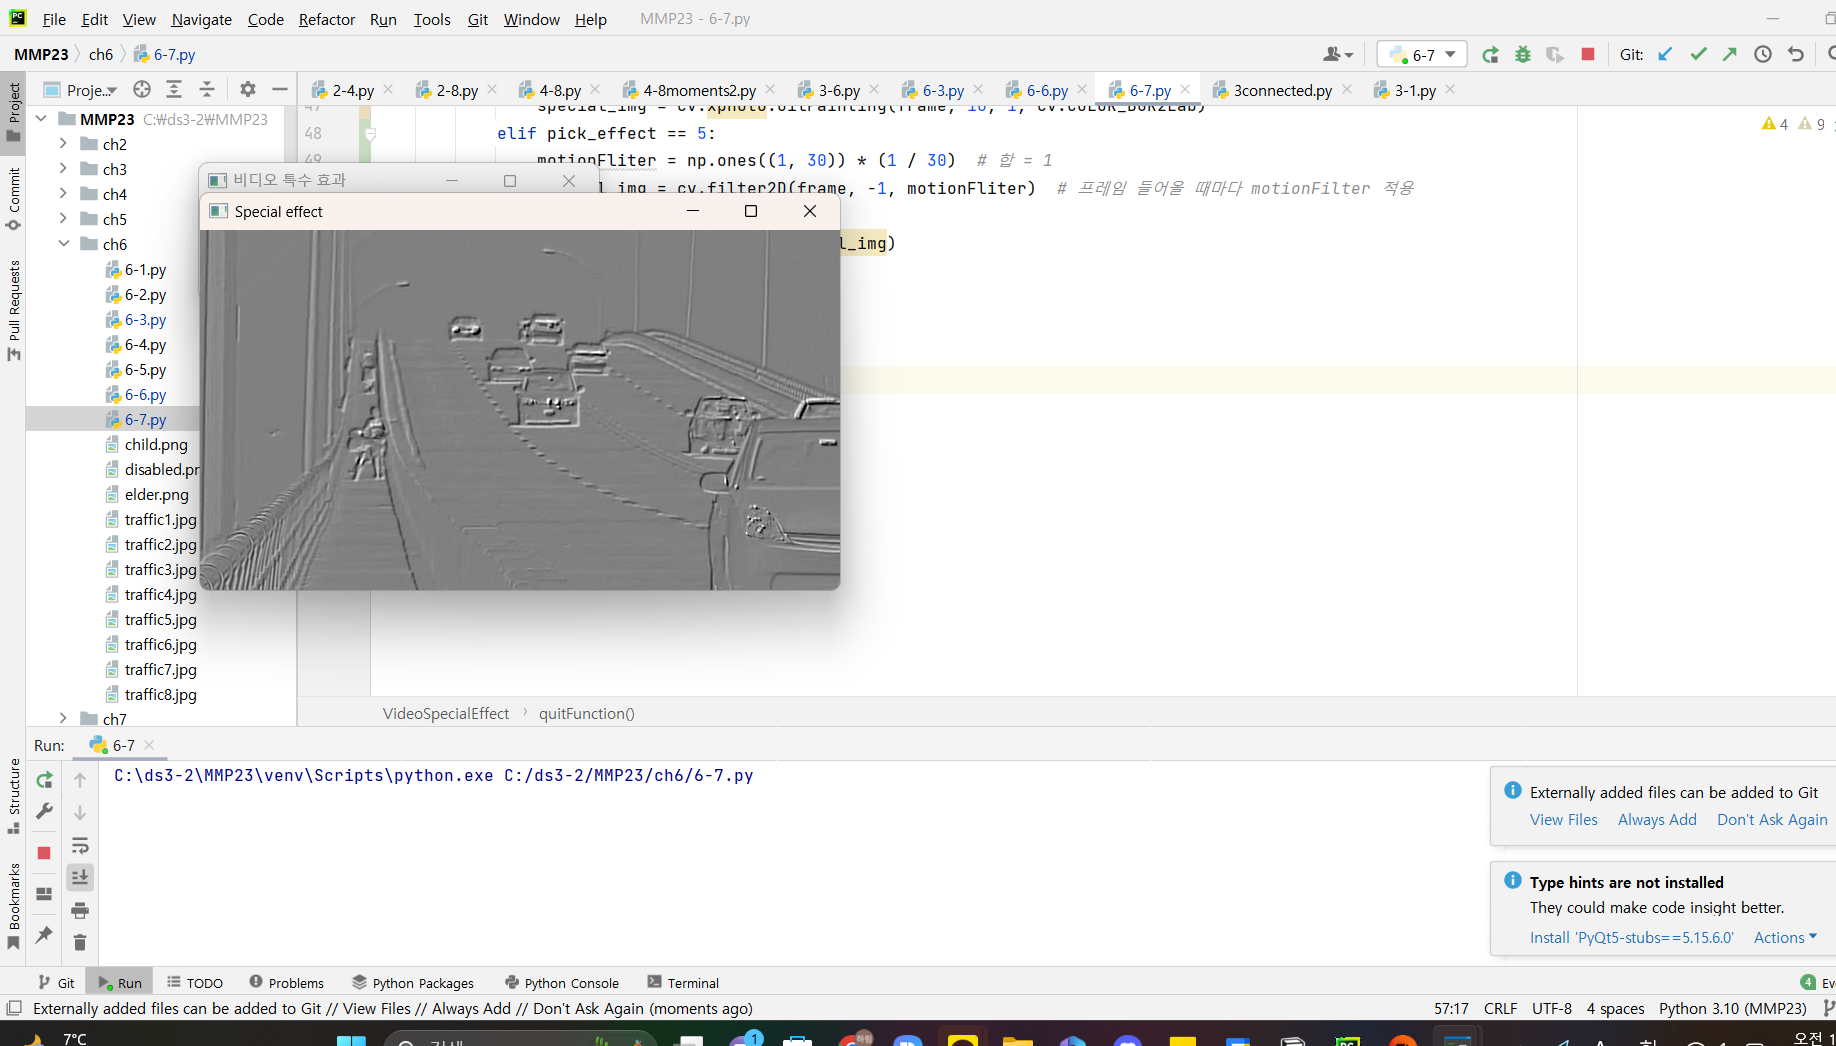 File Edit View Navigate Code Refactor Run Tools Git Window Help MMP23 - 6-7.py
MMP23 ch6 6-7.py
6-7
Git:
Proje..
2-4.py
2-8.py
4-8.py
4-8moments2.py
3-6.py
6-3.py
6-6.py
6-7.py
3connected.py
3-1.py
Project
Commit
Pull Requests
Structure
Bookmarks
MMP23 C:₩ds3-2₩MMP23
ch2
ch3
ch4
ch5
ch6
6-1.py
6-2.py
6-3.py
6-4.py
6-5.py
6-6.py
6-7.py
child.png
disabled.pr
elder.png
traffic1.jpg
traffic2.jpg
traffic3.jpg
traffic4.jpg
traffic5.jpg
traffic6.jpg
traffic7.jpg
traffic8.jpg
ch7
47 special_img = cv.xphoto.oilPainting(frame, 10, 1, cv.COLOR_BGR2Lab)
48 elif pick_effect == 5:
49 motionFliter = np.ones((1, 30)) * (1 / 30) # 합 = 1
l_img = cv.filter2D(frame, -1, motionFliter) # 프레임 들어올 때마다 motionFilter 적용
l_img)
4 9
비디오 특수 효과
Special effect
VideoSpecialEffect quitFunction()
Run: 6-7
C:\ds3-2\MMP23\venv\Scripts\python.exe C:/ds3-2/MMP23/ch6/6-7.py
Externally added files can be added to Git
View Files Always Add Don't Ask Again
Type hints are not installed
They could make code insight better.
Install 'PyQt5-stubs==5.15.6.0' Actions
Git Run TODO Problems Python Packages Python Console Terminal 4 Ev
Externally added files can be added to Git // View Files // Always Add // Don't Ask Again (moments ago)
57:17 CRLF UTF-8 4 spaces Python 3.10 (MMP23)
7°C
1
오전 1